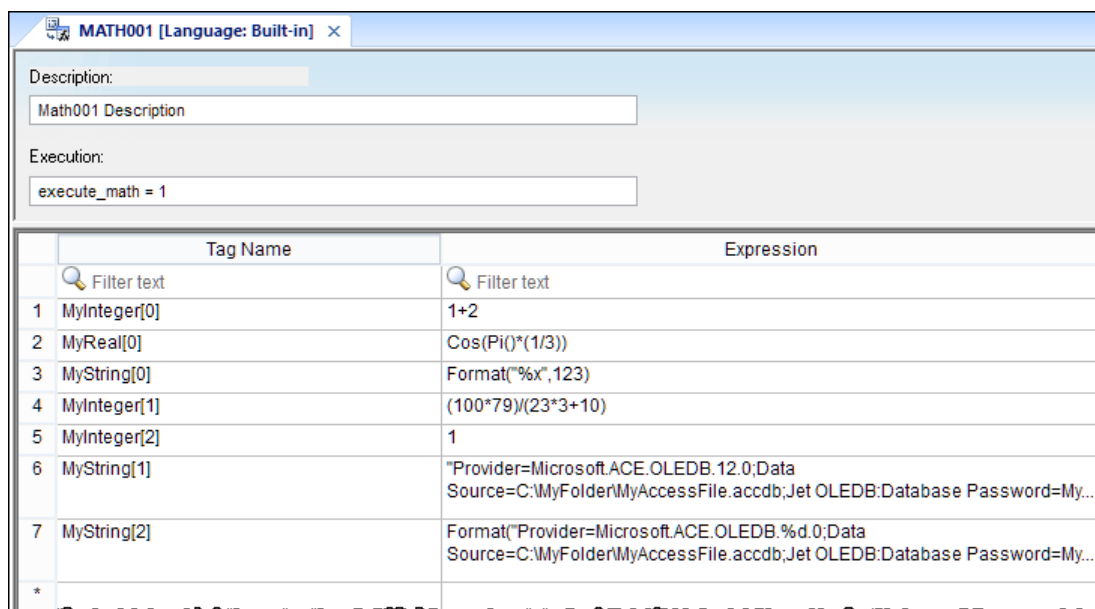 MATH001 [Language: Built-in] ×
Description:
Math001 Description
Execution:
execute_math = 1
Tag Name Expression
Filter text Filter text
1 MyInteger[0] 1+2
2 MyReal[0] Cos(Pi()*(1/3))
3 MyString[0] Format("%x",123)
4 MyInteger[1] (100*79)/(23*3+10)
5 MyInteger[2] 1
6 MyString[1] "Provider=Microsoft.ACE.OLEDB.12.0;Data
Source=C:\MyFolder\MyAccessFile.accdb;Jet OLEDB:Database Password=My...
7 MyString[2] Format("Provider=Microsoft.ACE.OLEDB.%d.0;Data
Source=C:\MyFolder\MyAccessFile.accdb;Jet OLEDB:Database Password=My...
*